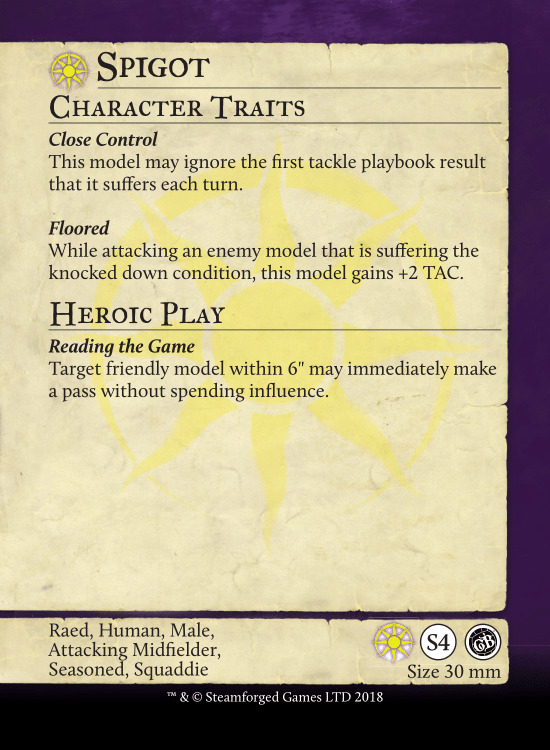 Spigot
Character Traits
Close Control
This model may ignore the first tackle playbook result
that it suffers each turn.
Floored
While attacking an enemy model that is suffering the
knocked down condition, this model gains +2 TAC.
Heroic Play
Reading the Game
Target friendly model within 6" may immediately make
a pass without spending influence.
Raed, Human, Male,
Attacking Midfielder,
Seasoned, Squaddie
S4
Size 30 mm
™ & © Steamforged Games LTD 2018